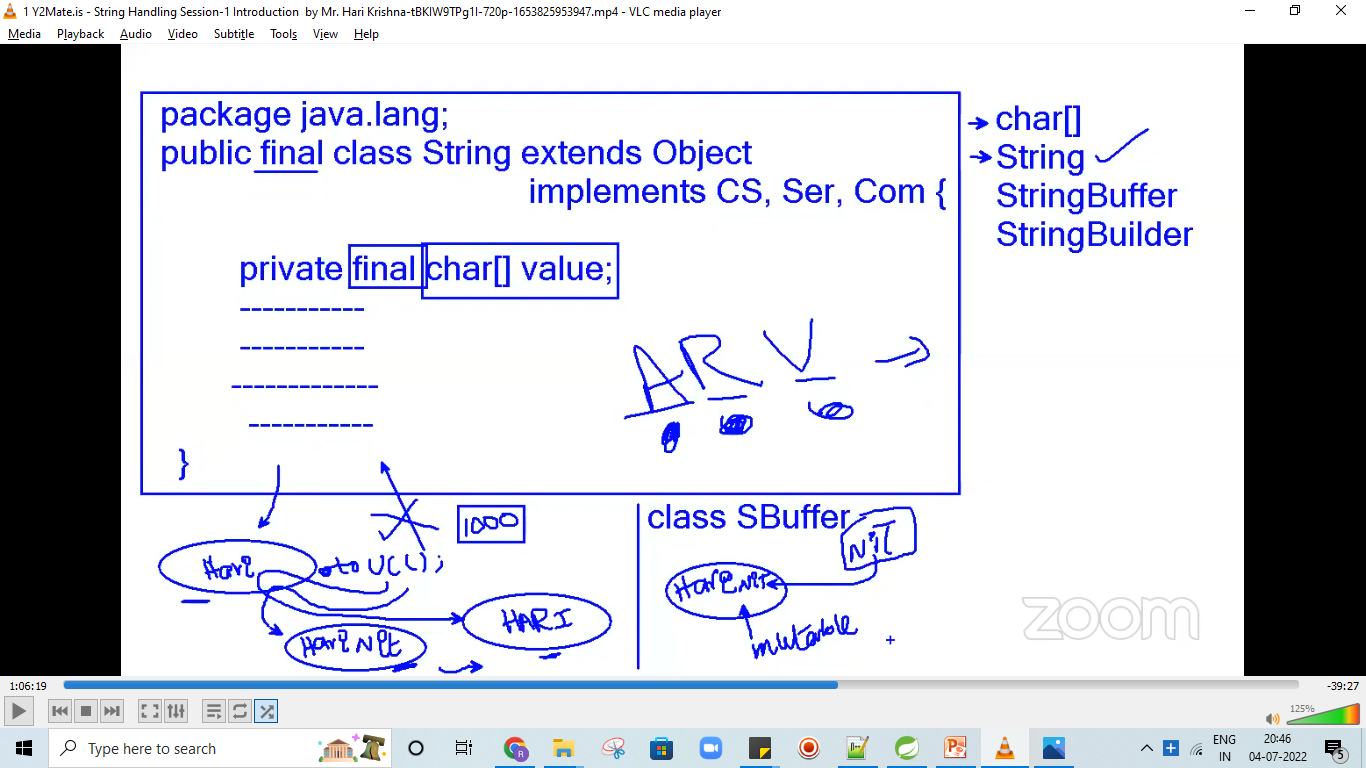 1 Y2Mate.is - String Handling Session-1 Introduction  by Mr. Hari Krishna-tBKlW9TPg1I-720p-1653825953947.mp4 - VLC media player
Media Playback Audio Video Subtitle Tools View Help
package java.lang;
public final class String extends Object
implements CS, Ser, Com {
private final char[] value;
-----------
-----------
-------------
-----------
}
A R V
char[]
String
StringBuffer
StringBuilder
1000
Hari .toUC();
HARI
Hari Nit
class SBuffer
NiT
Hari NiT
mutable
zoom
1:06:19
-39:27
125%
Type here to search
ENG
IN
20:46
04-07-2022
5